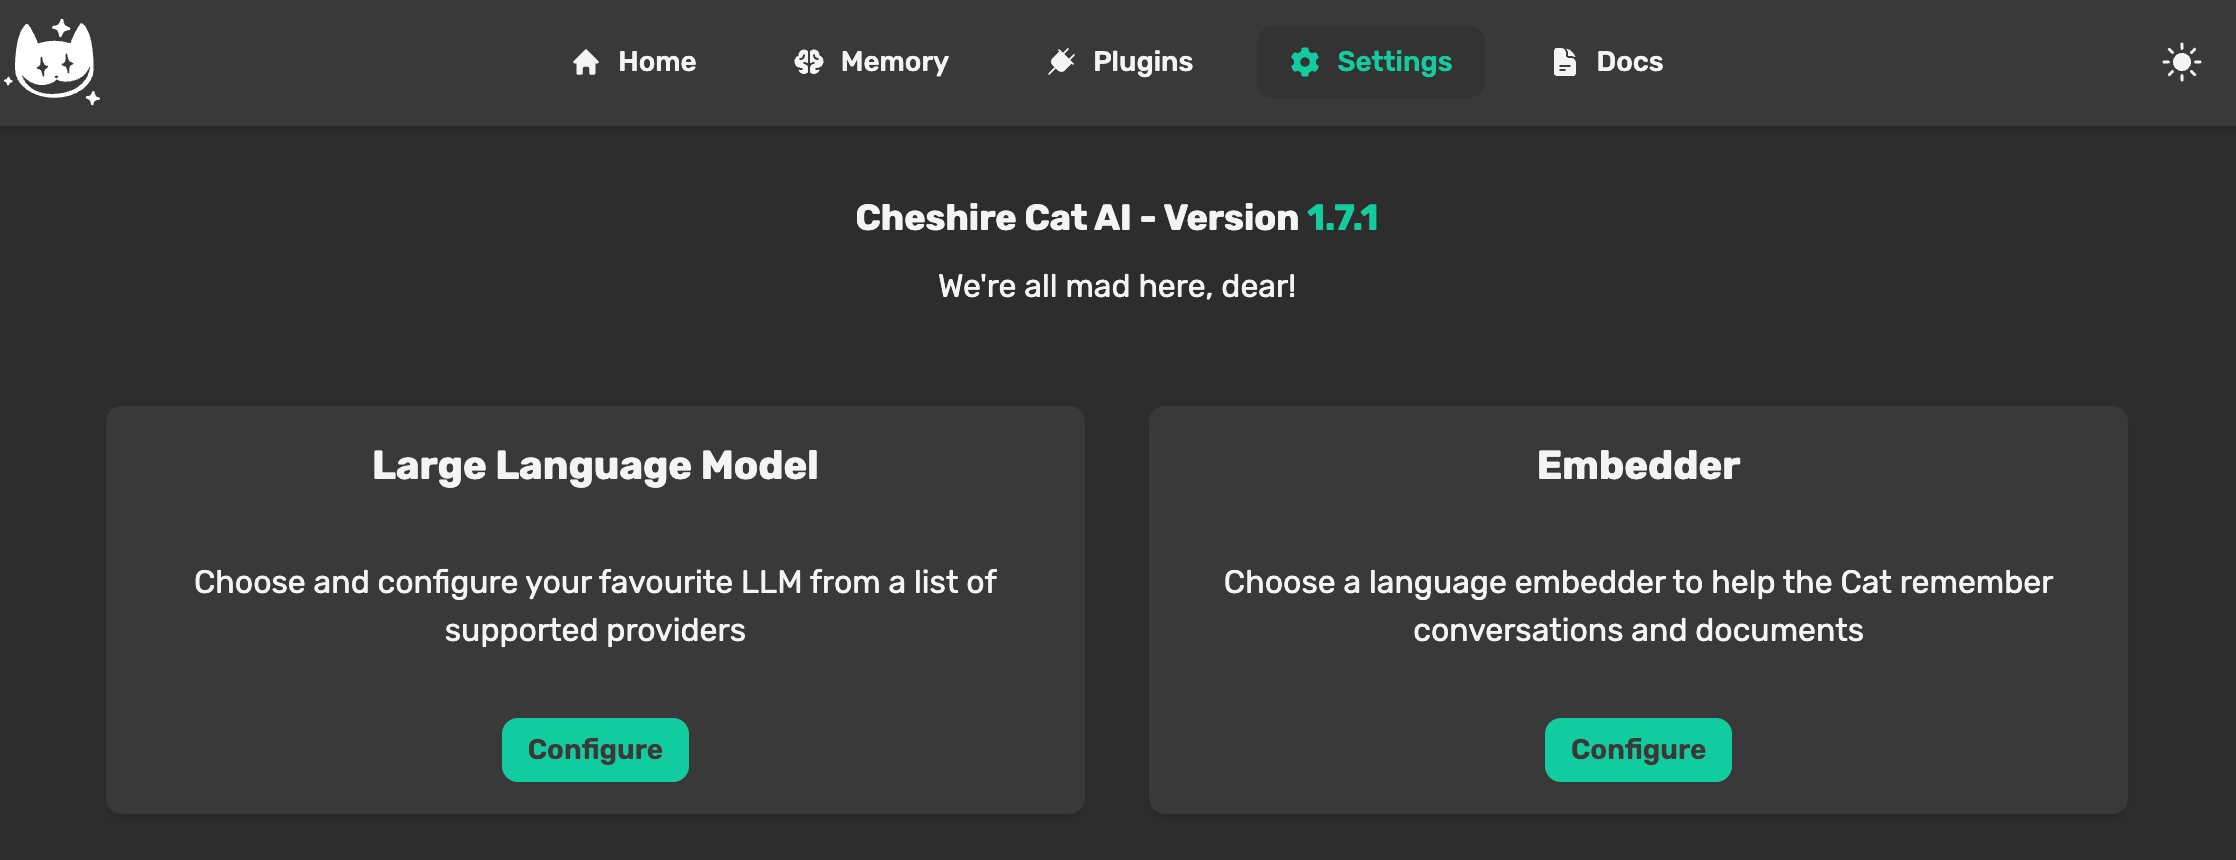 Home
Memory
Plugins
Settings
Docs
Cheshire Cat AI - Version 1.7.1
We're all mad here, dear!
Large Language Model
Choose and configure your favourite LLM from a list of
supported providers
Configure
Embedder
Choose a language embedder to help the Cat remember
conversations and documents
Configure